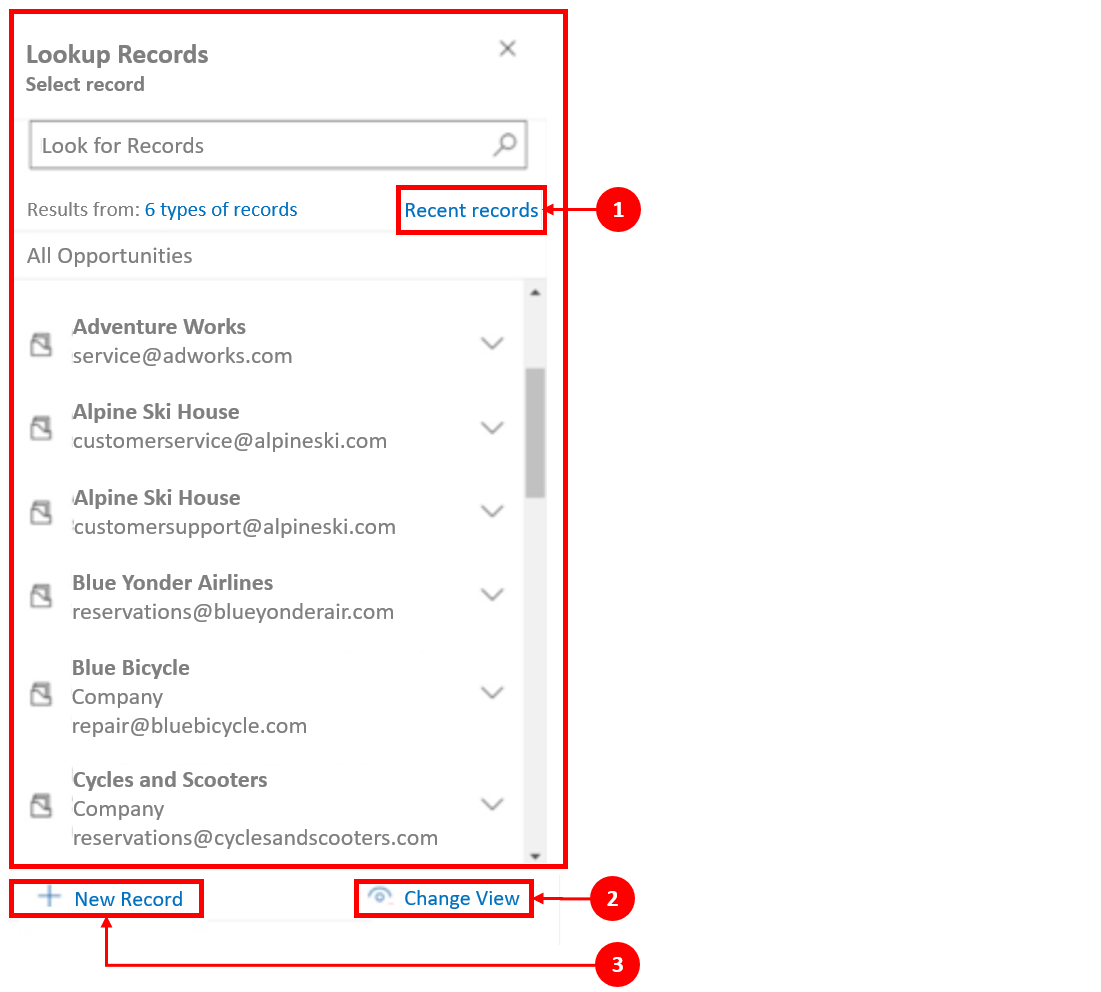 Lookup Records
Select record
Look for Records
Results from: 6 types of records
Recent records
1
All Opportunities
Adventure Works
service@adworks.com
Alpine Ski House
customerservice@alpineski.com
Alpine Ski House
customersupport@alpineski.com
Blue Yonder Airlines
reservations@blueyonderair.com
Blue Bicycle
Company
repair@bluebicycle.com
Cycles and Scooters
Company
reservations@cyclesandscooters.com
New Record
Change View
2
3